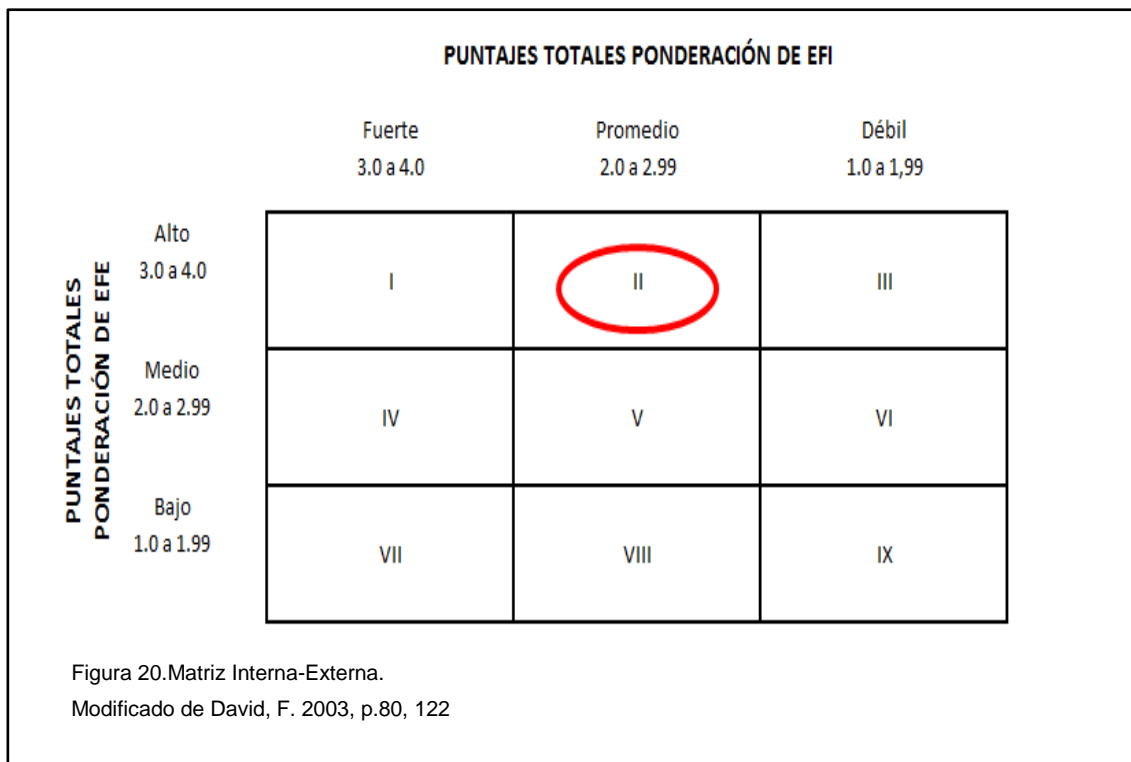 PUNTAJES TOTALES PONDERACIÓN DE EFI
Fuerte Promedio Débil
3.0 a 4.0 2.0 a 2.99 1.0 a 1,99
PUNTAJES TOTALES
PONDERACIÓN DE EFE
Alto
3.0 a 4.0
I II III
Medio
2.0 a 2.99
IV V VI
Bajo
1.0 a 1.99
VII VIII IX
Figura 20.Matriz Interna-Externa.
Modificado de David, F. 2003, p.80, 122